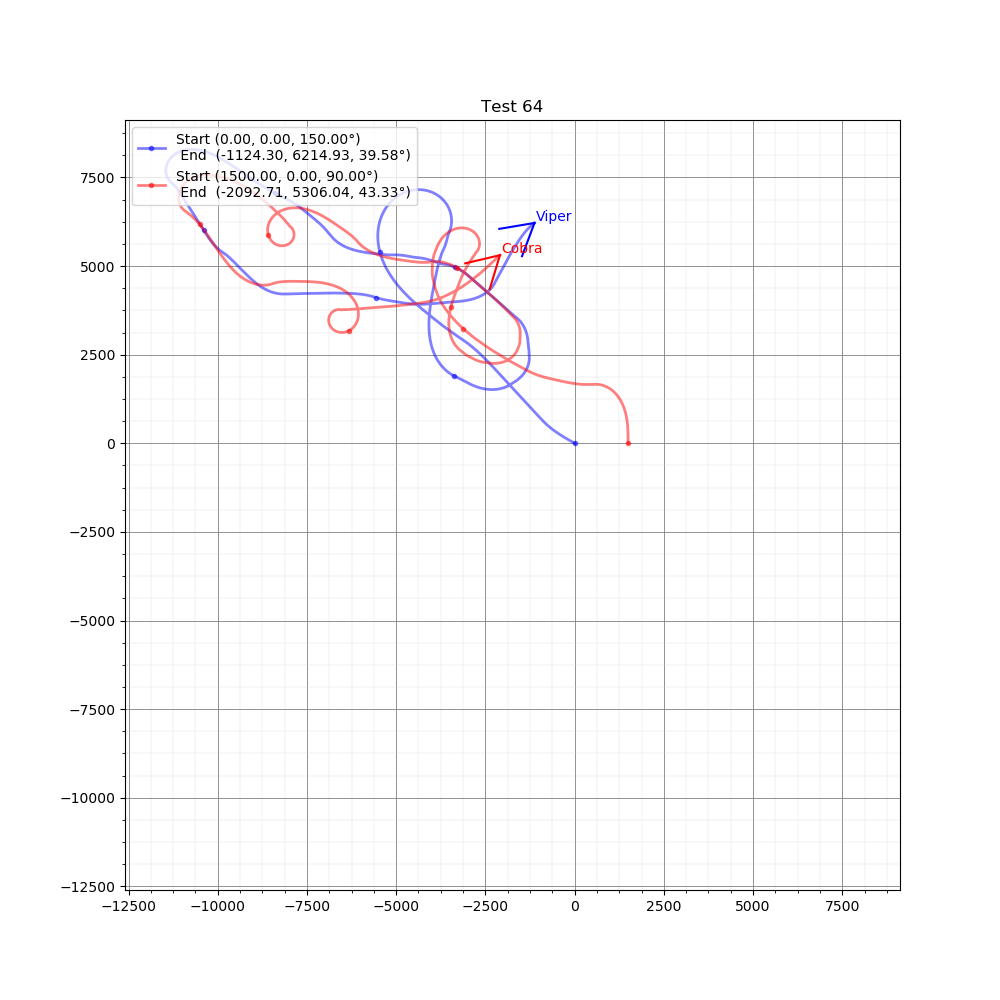 Test 64
Start (0.00, 0.00, 150.00°)
End (-1124.30, 6214.93, 39.58°)
Start (1500.00, 0.00, 90.00°)
End (-2092.71, 5306.04, 43.33°)
Viper
Cobra
7500
5000
2500
0
−2500
−5000
−7500
−10000
−12500
−12500 −10000 −7500 −5000 −2500 0 2500 5000 7500